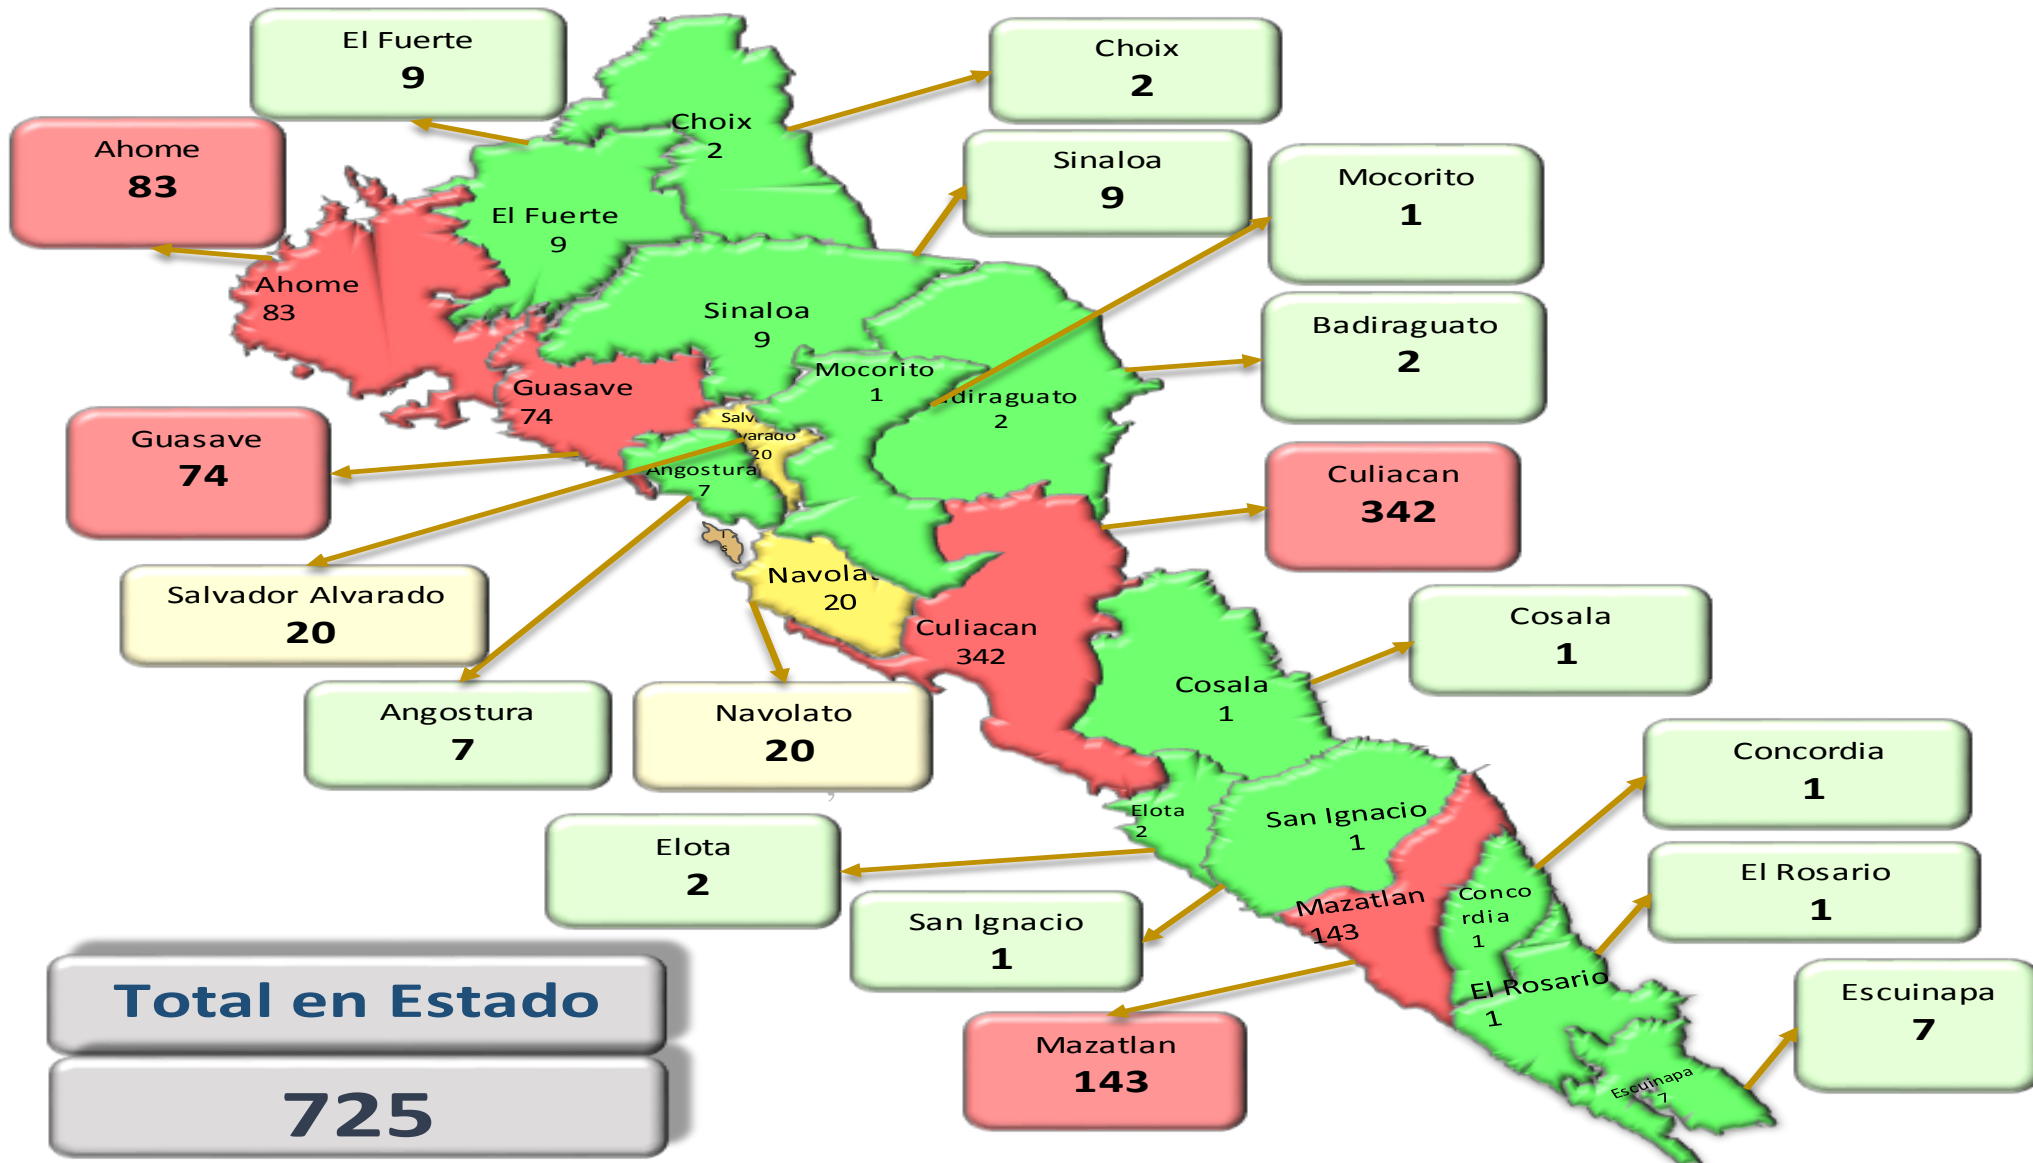 El Fuerte
9
Choix
2
Ahome
83
Sinaloa
9
Mocorito
1
Badiraguato
2
Guasave
74
Culiacan
342
Salvador Alvarado
20
Cosala
1
Angostura
7
Navolato
20
Concordia
1
Elota
2
El Rosario
1
San Ignacio
1
Escuinapa
7
Mazatlan
143
Choix
2
El Fuerte
9
Ahome
83
Sinaloa
9
Mocorito
1
Guasave
74
diraguato
2
Salv
varado
20
Angostura
7
Navolat
20
Culiacan
342
Cosala
1
Elota
2
San Ignacio
1
Mazatlan
143
Conco
rdia
1
El Rosario
1
Escuinapa
7
Total en Estado
725